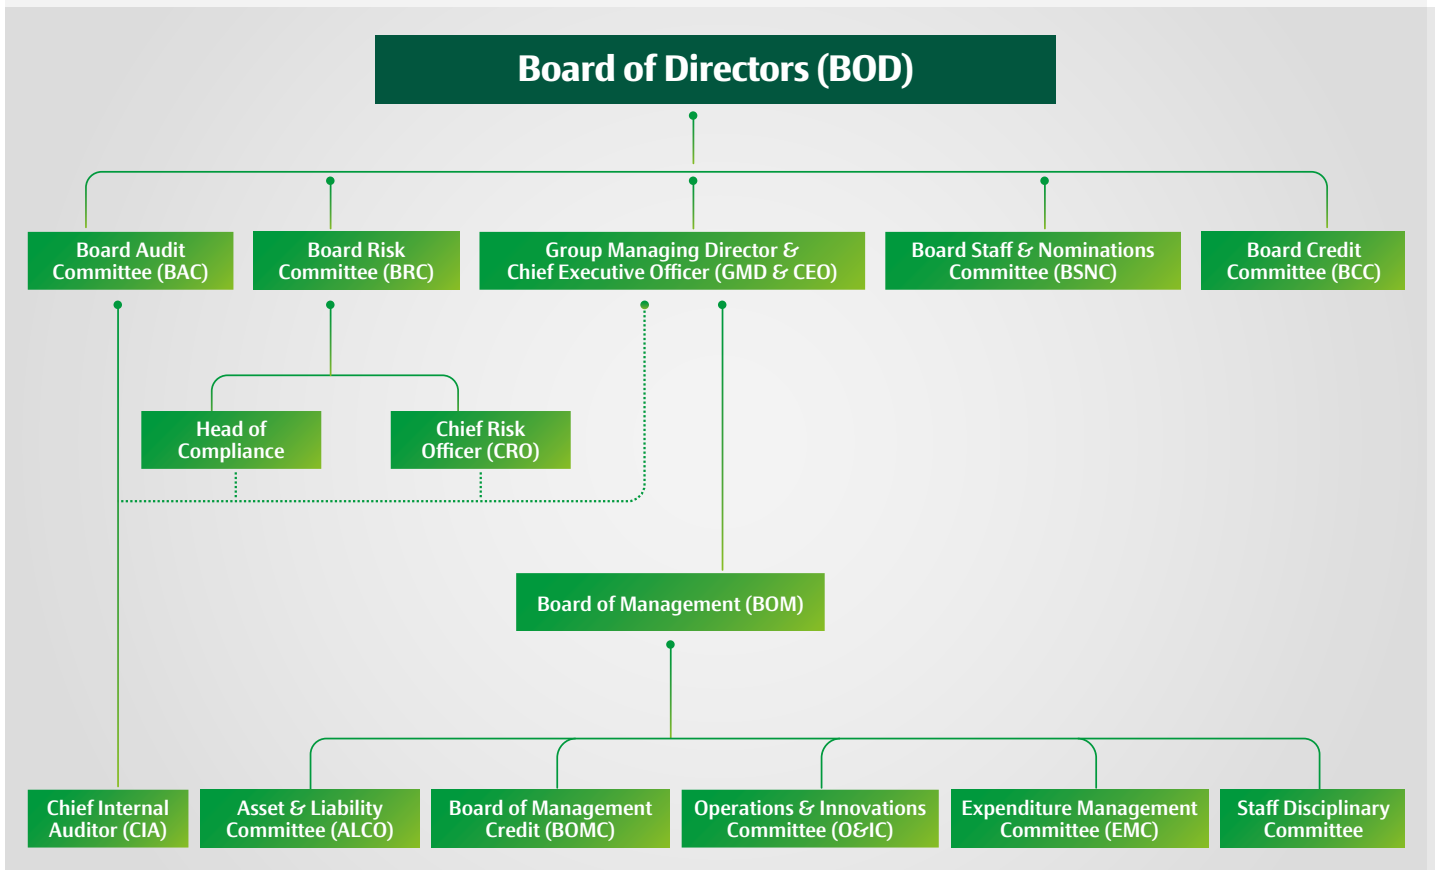 Board of Directors (BOD)
Board Audit
Committee (BAC)
Board Risk
Committee (BRC)
Group Managing Director &
Chief Executive Officer (GMD & CEO)
Board Staff & Nominations
Committee (BSNC)
Board Credit
Committee (BCC)
Head of
Compliance
Chief Risk
Officer (CRO)
Board of Management (BOM)
Chief Internal
Auditor (CIA)
Asset & Liability
Committee (ALCO)
Board of Management
Credit (BOMC)
Operations & Innovations
Committee (O&IC)
Expenditure Management
Committee (EMC)
Staff Disciplinary
Committee